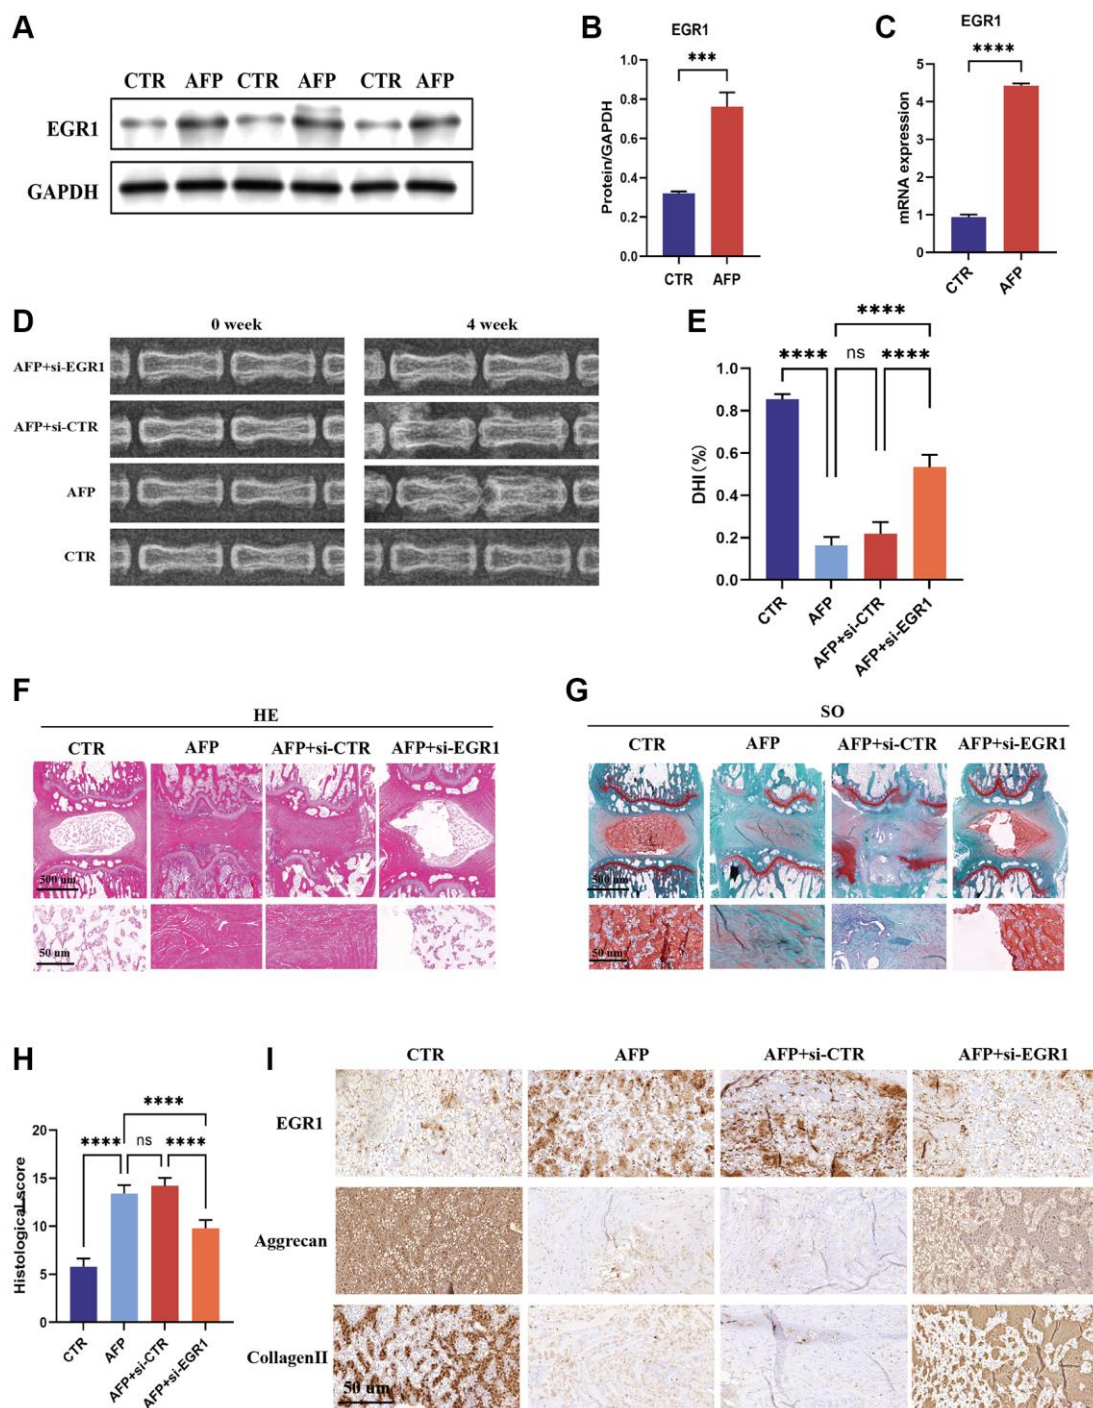 A
CTR AFP CTR AFP CTR AFP
EGR1
GAPDH
B
EGR1
***
Protein/GAPDH
1.0
0.8
0.6
0.4
0.2
0.0
CTR AFP
C
EGR1
****
mRNA expression
5
4
3
2
1
0
CTR AFP
D
0 week 4 week
AFP+si-EGR1
AFP+si-CTR
AFP
CTR
E
****
**** ns ****
DHI(%)
1.0
0.8
0.6
0.4
0.2
0.0
CTR AFP AFP+si-CTR AFP+si-EGR1
F
HE
CTR AFP AFP+si-CTR AFP+si-EGR1
500 um
50 um
G
SO
CTR AFP AFP+si-CTR AFP+si-EGR1
500 um
50 um
H
****
**** ns ****
Histological score
20
15
10
5
0
CTR AFP AFP+si-CTR AFP+si-EGR1
I
CTR AFP AFP+si-CTR AFP+si-EGR1
EGR1
Aggrecan
CollagenII
50 um